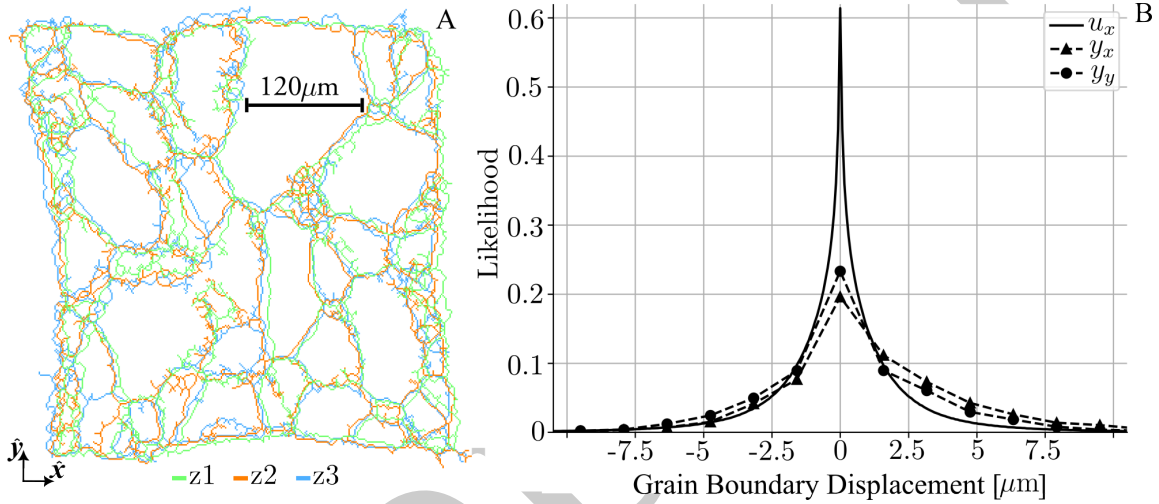 A
120μm
ŷ
x̂
z1 z2 z3
B
Likelihood
0.6
0.5
0.4
0.3
0.2
0.1
0
u_x
y_x
y_y
-7.5 -5 -2.5 0 2.5 5 7.5
Grain Boundary Displacement [μm]